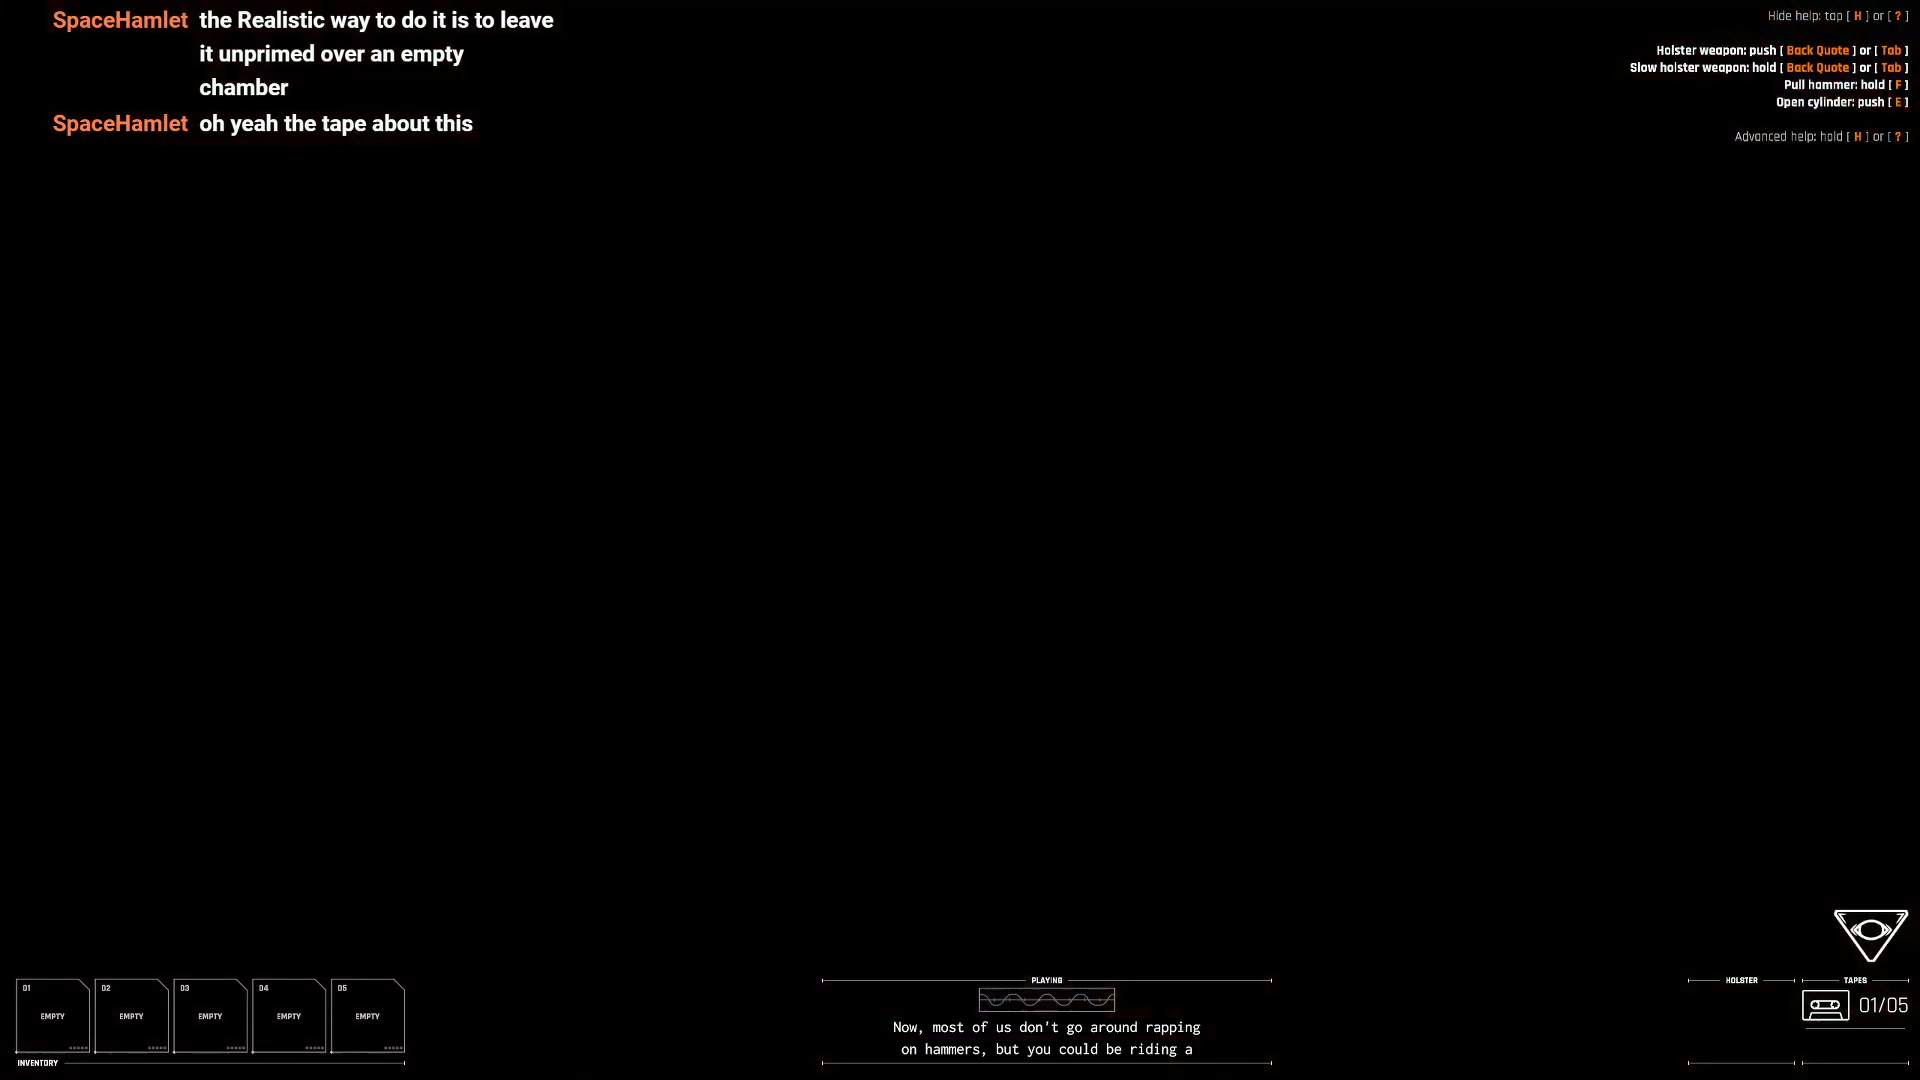 SpaceHamlet the Realistic way to do it is to leave
it unprimed over an empty
chamber
SpaceHamlet oh yeah the tape about this
Hide help: tap [ H ] or [ ? ]
Holster weapon: push [ Back Quote ] or [ Tab ]
Slow holster weapon: hold [ Back Quote ] or [ Tab ]
Pull hammer: hold [ F ]
Open cylinder: push [ E ]
Advanced help: hold [ H ] or [ ? ]
01 02 03 04 05
EMPTY EMPTY EMPTY EMPTY EMPTY
INVENTORY
PLAYING
Now, most of us don't go around rapping
on hammers, but you could be riding a
HOLSTER TAPES
01/05